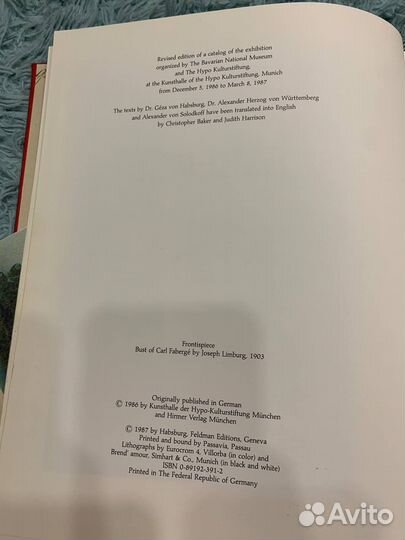 Revised edition of a catalog of the exhibition
organized by The Bavarian National Museum
and The Hypo Kulturstiftung,
at the Kunsthalle of the Hypo Kulturstiftung, Munich
from December 5, 1986 to March 8, 1987
The texts by Dr. Géza von Habsburg, Dr. Alexander Herzog von Württemberg
and Alexander von Solodkoff have been translated into English
by Christopher Baker and Judith Harrison
Frontispiece
Bust of Carl Fabergé by Joseph Limburg, 1903
Originally published in German
© 1986 by Kunsthalle der Hypo-Kulturstiftung München
and Hirmer Verlag München
© 1987 by Habsburg, Feldman Editions, Geneva
Printed and bound by Passavia, Passau
Lithographs by Eurocrom 4, Villorba (in color) and
Brend' amour, Simhart & Co., Munich (in black and white)
ISBN 0-89192-391-2
Printed in The Federal Republic of Germany
Avito